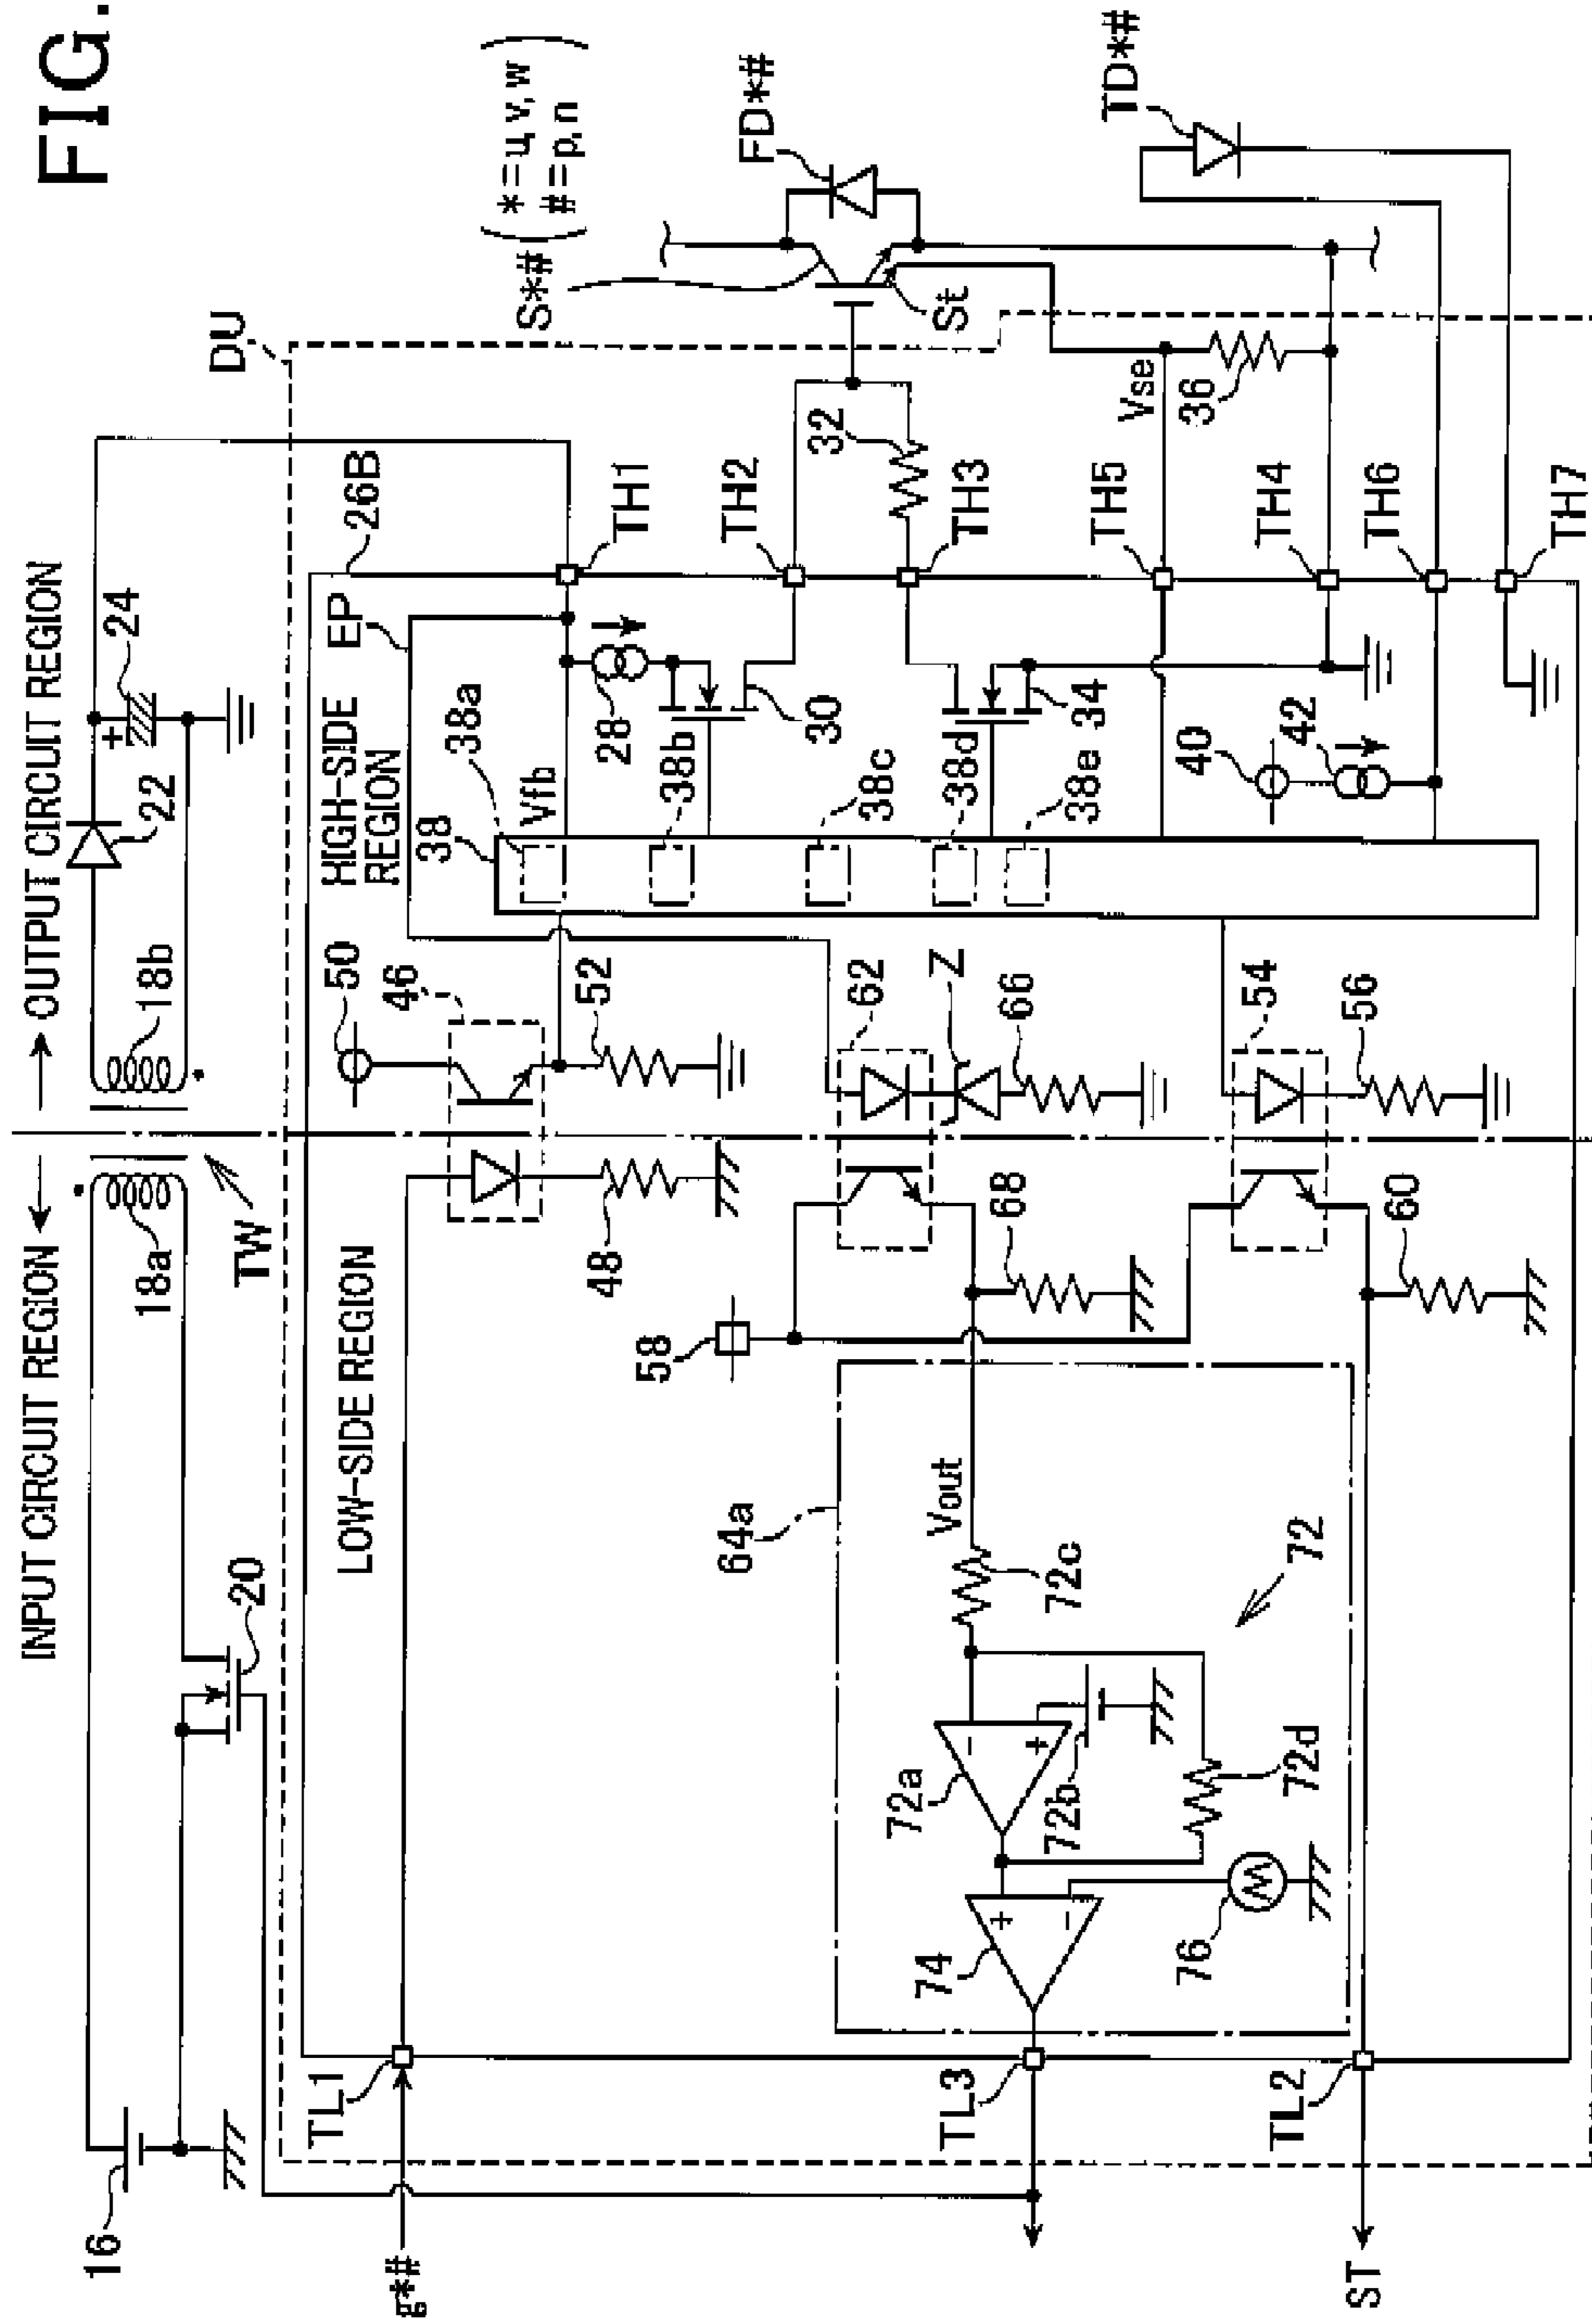 FIG.
INPUT CIRCUIT REGION
OUTPUT CIRCUIT REGION
16
20
18a
18b
TW
22
24
DU
S*#
(*=u,v,w
#=p,n)
FD*#
TD*#
St
LOW-SIDE REGION
HIGH-SIDE
REGION
26B
EP
TL1
g*#
48
46
50
52
38
38a
Vfb
28
38b
30
38c
38d
34
38e
40
42
TH1
TH2
32
TH3
TH5
Vse
36
TH4
TH6
TH7
58
62
Z
66
68
54
56
60
64a
Vout
72
72a
72b
72c
72d
74
76
TL3
TL2
ST
+
-
+
+
-